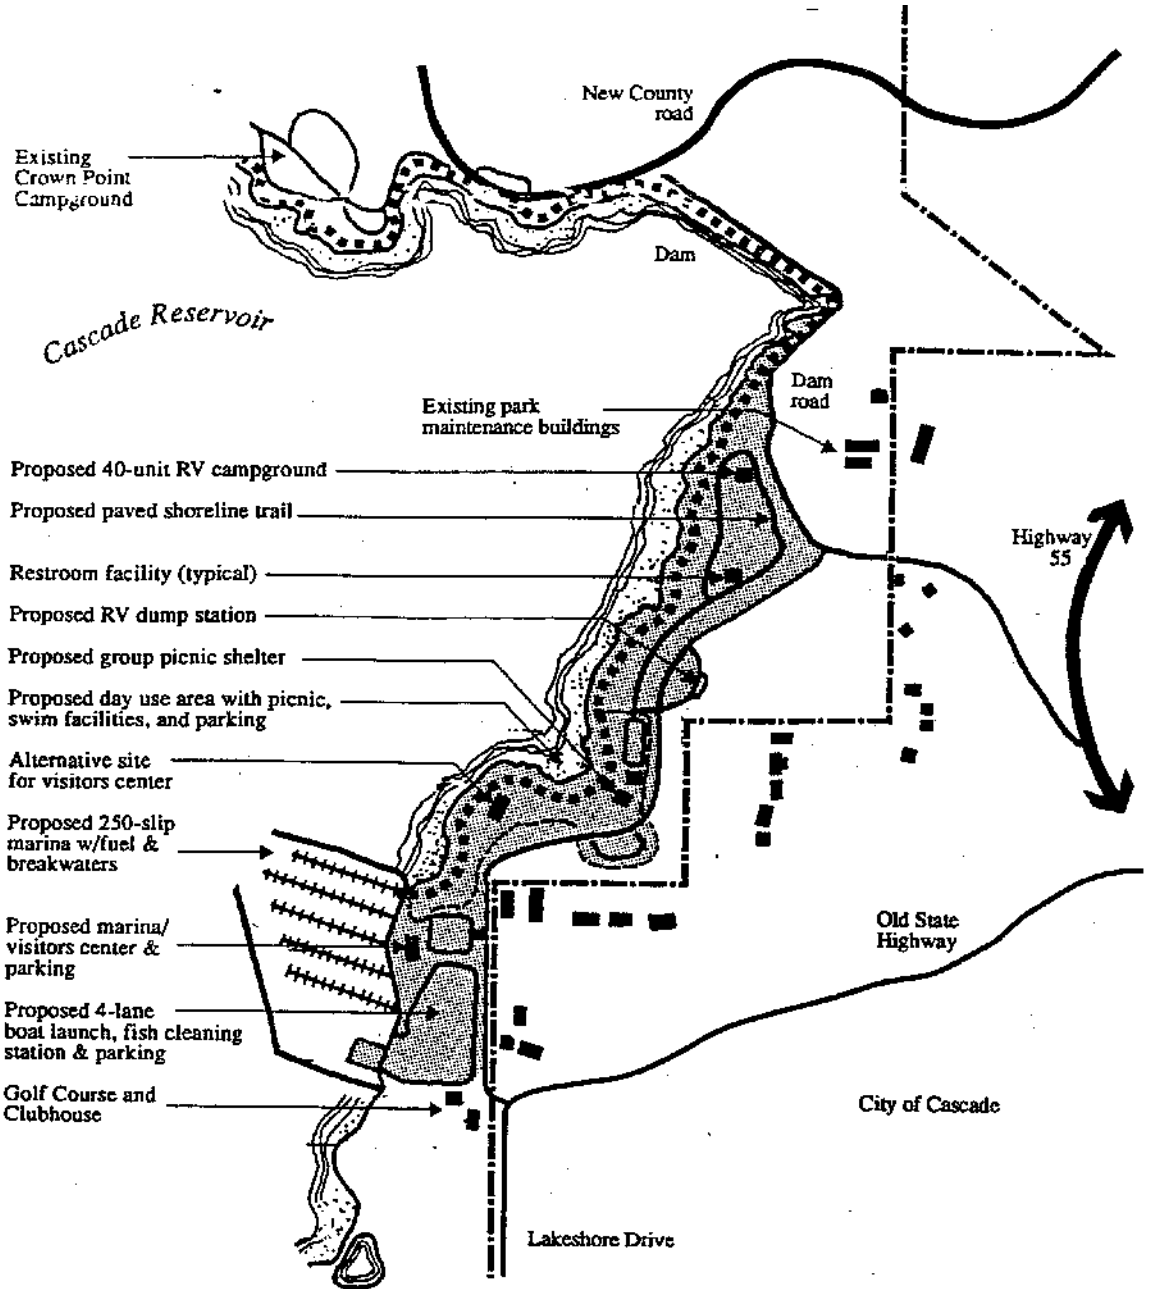 New County
road
Existing
Crown Point
Campground
Dam
Cascade Reservoir
Dam
road
Existing park
maintenance buildings
Proposed 40-unit RV campground
Proposed paved shoreline trail
Highway
55
Restroom facility (typical)
Proposed RV dump station
Proposed group picnic shelter
Proposed day use area with picnic,
swim facilities, and parking
Alternative site
for visitors center
Proposed 250-slip
marina w/fuel &
breakwaters
Proposed marina/
visitors center &
parking
Old State
Highway
Proposed 4-lane
boat launch, fish cleaning
station & parking
Golf Course and
Clubhouse
City of Cascade
Lakeshore Drive